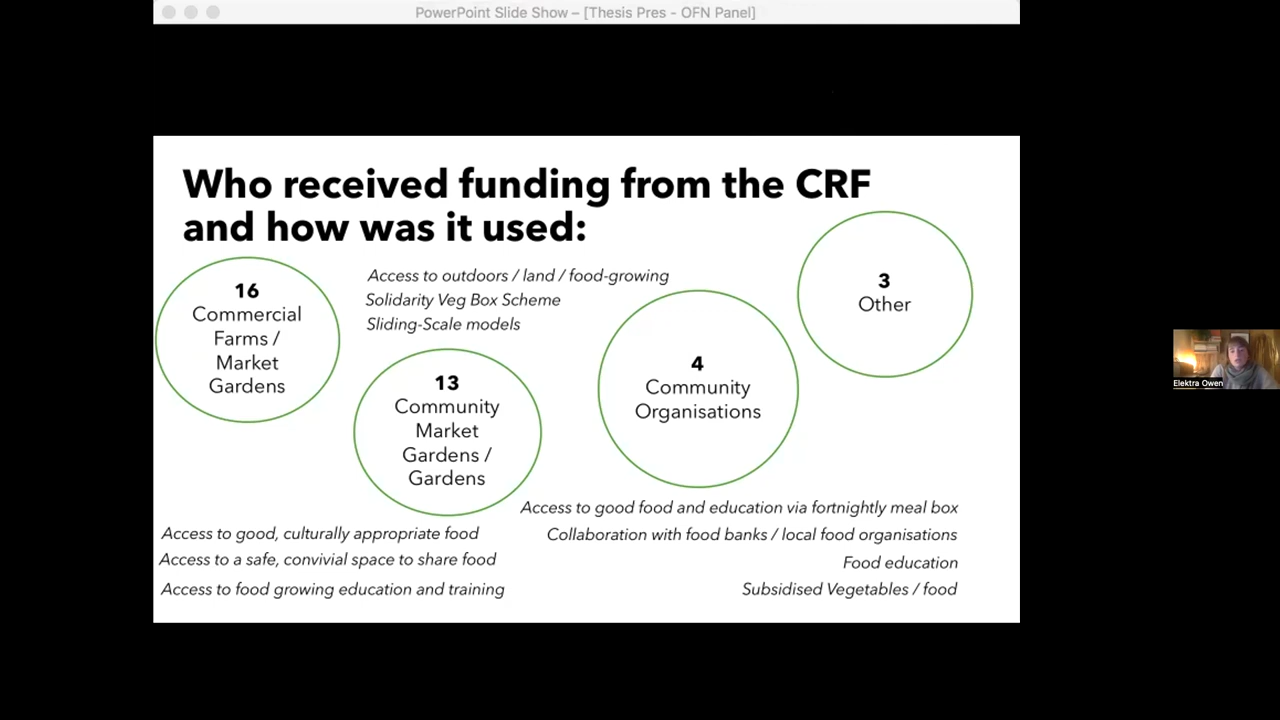 PowerPoint Slide Show – [Thesis Pres - OFN Panel]
Who received funding from the CRF
and how was it used:
16
Commercial
Farms /
Market
Gardens
Access to outdoors / land / food-growing
Solidarity Veg Box Scheme
Sliding-Scale models
13
Community
Market
Gardens /
Gardens
4
Community
Organisations
3
Other
Access to good, culturally appropriate food
Access to a safe, convivial space to share food
Access to food growing education and training
Access to good food and education via fortnightly meal box
Collaboration with food banks / local food organisations
Food education
Subsidised Vegetables / food
Elektra Owen